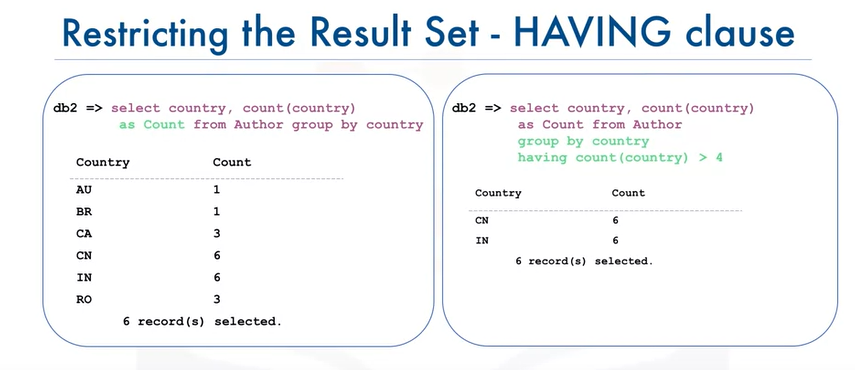 Restricting the Result Set - HAVING clause
db2 => select country, count(country)
as Count from Author group by country
Country Count
AU 1
BR 1
CA 3
CN 6
IN 6
RO 3
6 record(s) selected.
db2 => select country, count(country)
as Count from Author
group by country
having count(country) > 4
Country Count
CN 6
IN 6
6 record(s) selected.